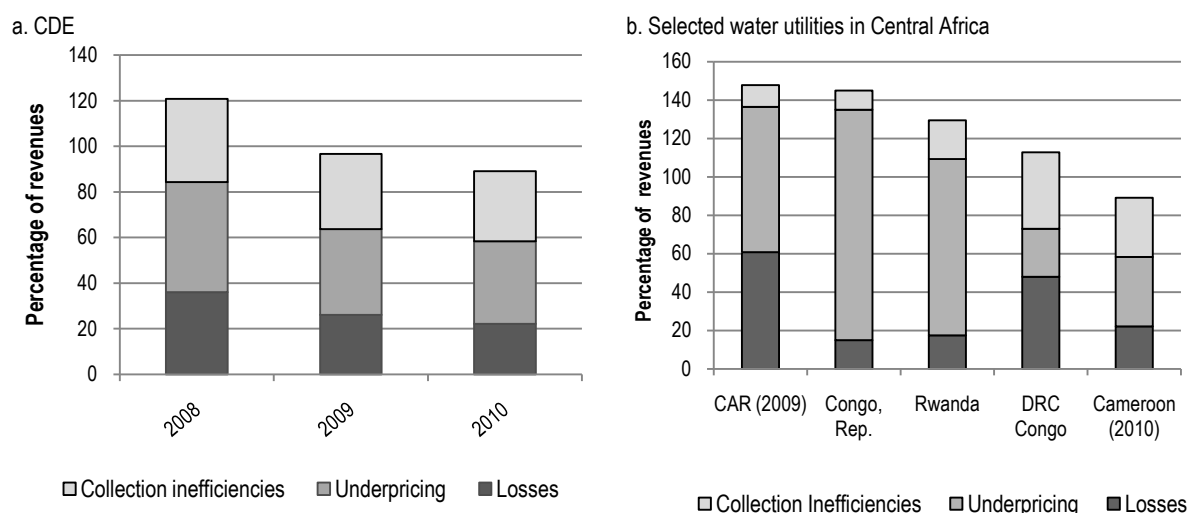 a. CDE
Percentage of revenues
140
120
100
80
60
40
20
0
2008
2009
2010
Collection inefficiencies
Underpricing
Losses
b. Selected water utilities in Central Africa
Percentage of revenues
160
140
120
100
80
60
40
20
0
CAR (2009)
Congo,
Rep.
Rwanda
DRC
Congo
Cameroon
(2010)
Collection Inefficiencies
Underpricing
Losses